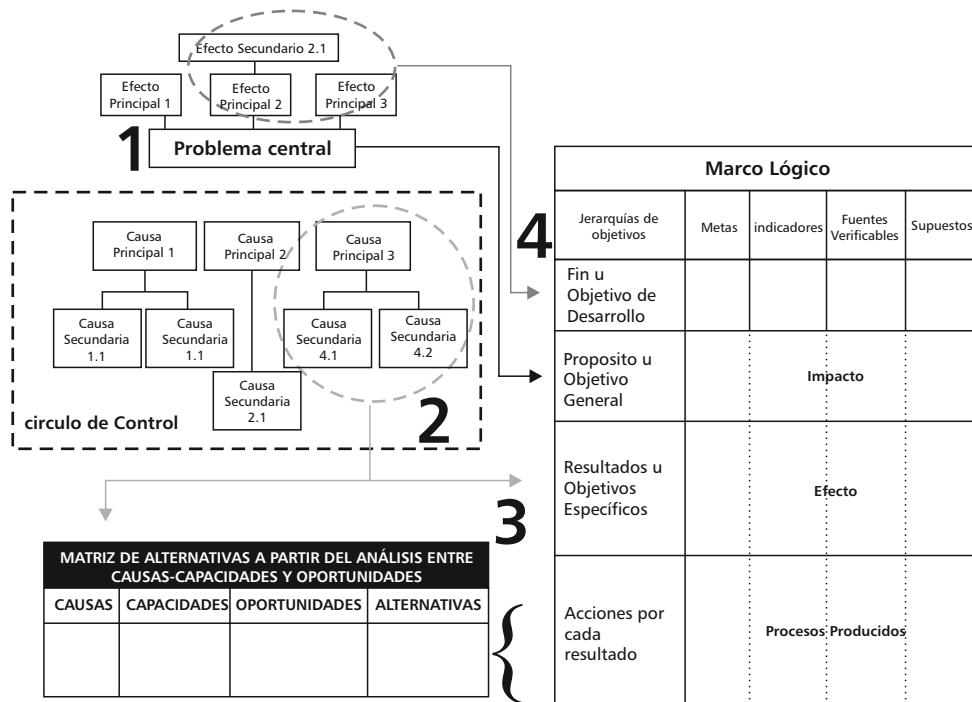 Efecto Secundario 2.1
Efecto
Principal 1
Efecto
Principal 2
Efecto
Principal 3
1
Problema central
Causa
Principal 1
Causa
Principal 2
Causa
Principal 3
Causa
Secundaria
1.1
Causa
Secundaria
1.1
Causa
Secundaria
4.1
Causa
Secundaria
4.2
Causa
Secundaria
2.1
circulo de Control
2
3
MATRIZ DE ALTERNATIVAS A PARTIR DEL ANÁLISIS ENTRE
CAUSAS-CAPACIDADES Y OPORTUNIDADES
CAUSAS
CAPACIDADES
OPORTUNIDADES
ALTERNATIVAS
4
Marco Lógico
Jerarquías de
objetivos
Metas
indicadores
Fuentes
Verificables
Supuestos
Fin u
Objetivo de
Desarrollo
Proposito u
Objetivo
General
Impacto
Resultados u
Objetivos
Específicos
Efecto
Acciones por
cada
resultado
Procesos Producidos